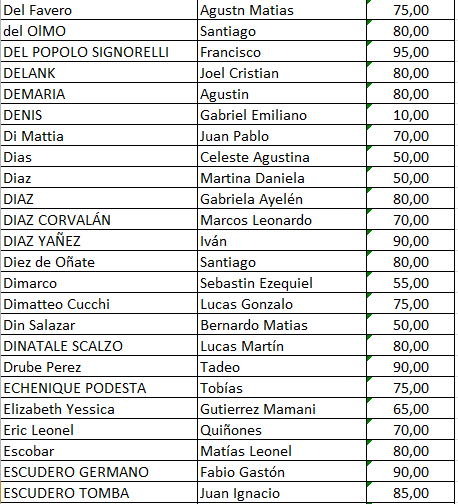 Del Favero Agustn Matias 75,00
del OlMO Santiago 80,00
DEL POPOLO SIGNORELLI Francisco 95,00
DELANK Joel Cristian 80,00
DEMARIA Agustin 80,00
DENIS Gabriel Emiliano 10,00
Di Mattia Juan Pablo 70,00
Dias Celeste Agustina 50,00
Diaz Martina Daniela 50,00
DIAZ Gabriela Ayelén 80,00
DIAZ CORVALÁN Marcos Leonardo 70,00
DIAZ YAÑEZ Iván 90,00
Diez de Oñate Santiago 80,00
Dimarco Sebastin Ezequiel 55,00
Dimatteo Cucchi Lucas Gonzalo 75,00
Din Salazar Bernardo Matias 50,00
DINATALE SCALZO Lucas Martín 80,00
Drube Perez Tadeo 90,00
ECHENIQUE PODESTA Tobías 75,00
Elizabeth Yessica Gutierrez Mamani 65,00
Eric Leonel Quiñones 70,00
Escobar Matías Leonel 80,00
ESCUDERO GERMANO Fabio Gastón 90,00
ESCUDERO TOMBA Juan Ignacio 85,00